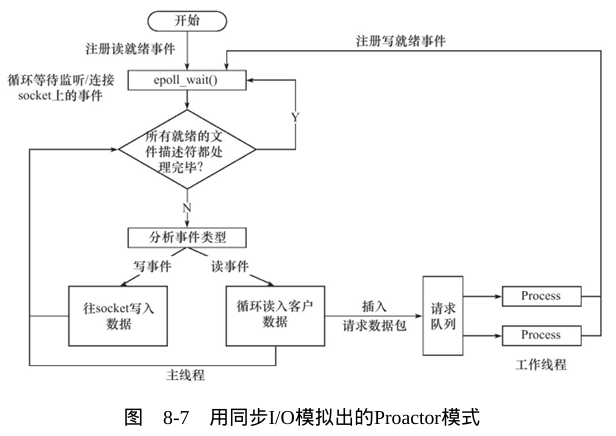 开始
注册读就绪事件
注册写就绪事件
循环等待监听/连接
socket上的事件
epoll_wait()
Y
所有就绪的文
件描述符都处
理完毕?
N
分析事件类型
写事件
读事件
往socket写入
数据
循环读入客户
数据
插入
请求数据包
请求
队列
Process
Process
工作线程
主线程
图 8-7 用同步I/O模拟出的Proactor模式